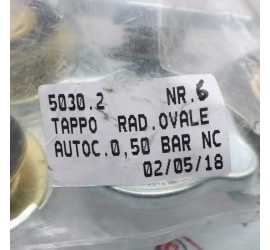 5030.2 NR.6
TAPPO RAD.OVALE
AUTOC.0,50 BAR NC
02/05/18